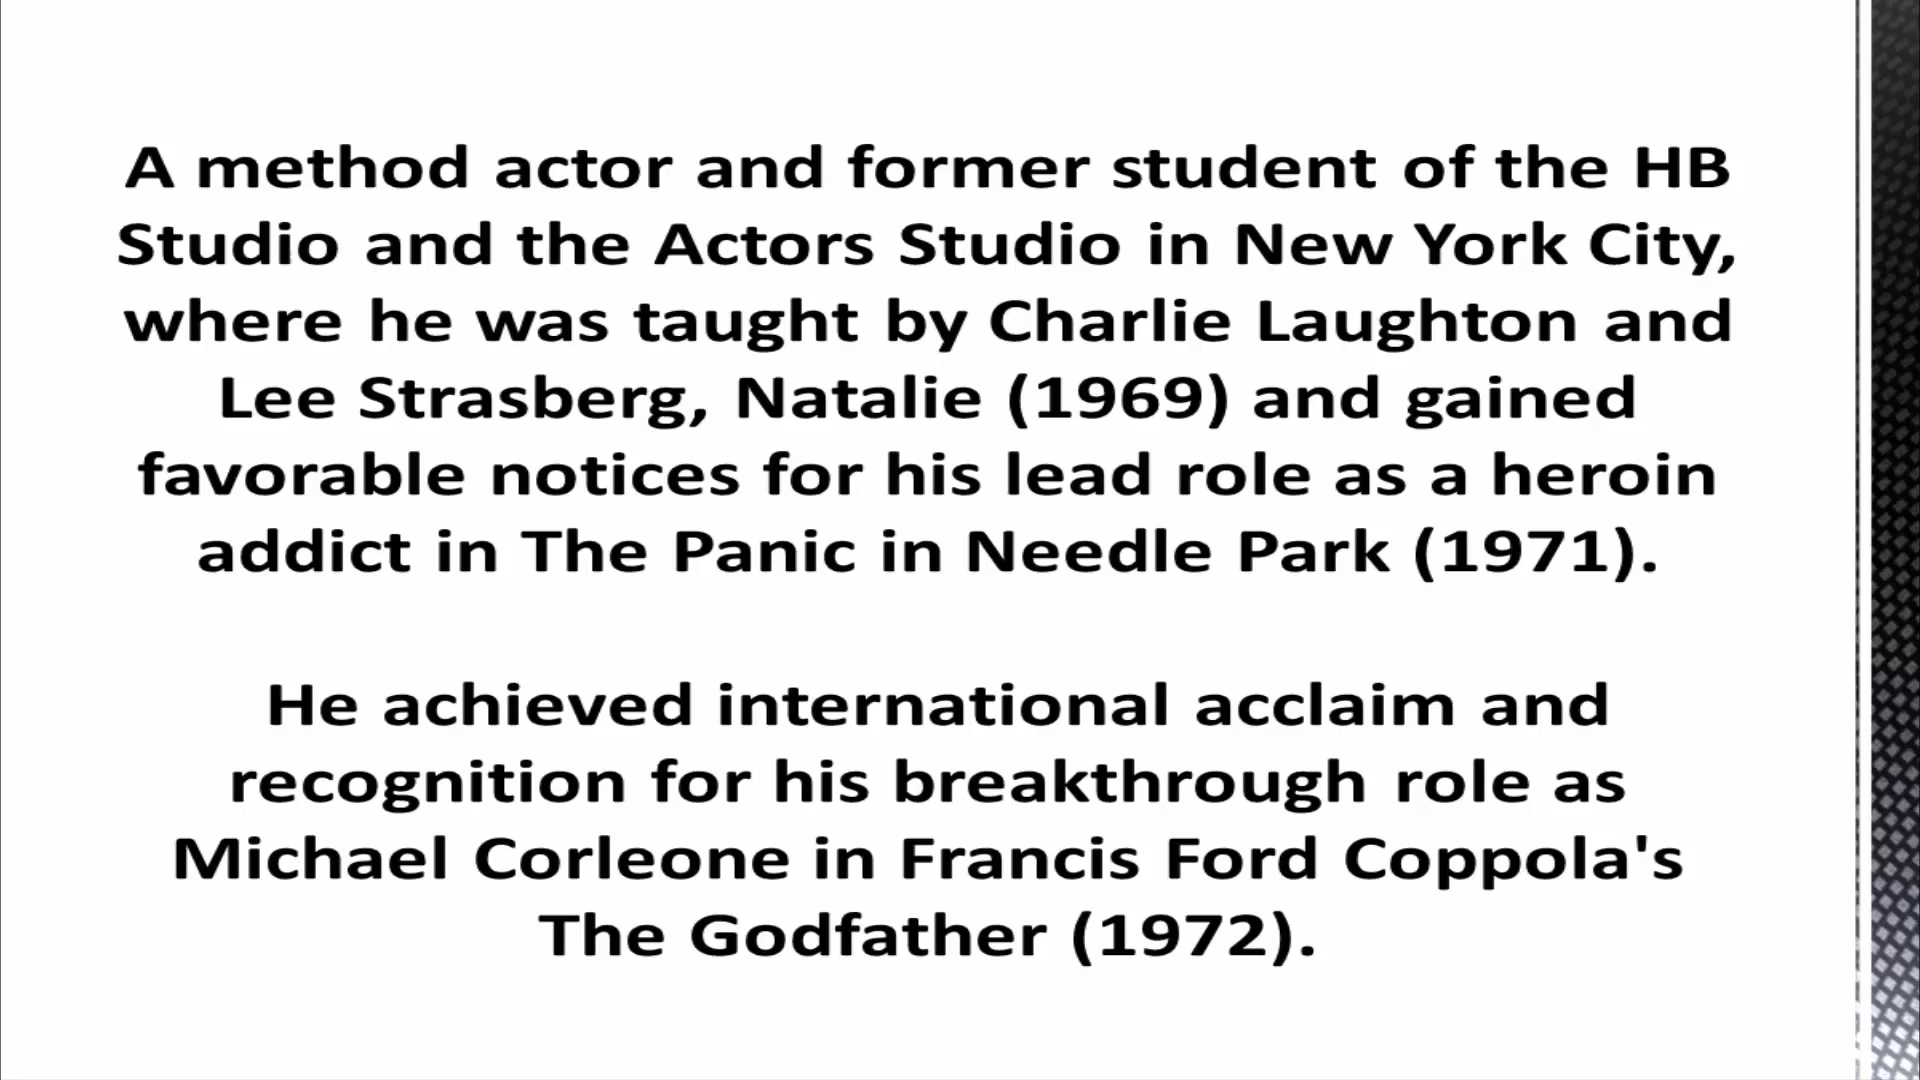 A method actor and former student of the HB
Studio and the Actors Studio in New York City,
where he was taught by Charlie Laughton and
Lee Strasberg, Natalie (1969) and gained
favorable notices for his lead role as a heroin
addict in The Panic in Needle Park (1971).
He achieved international acclaim and
recognition for his breakthrough role as
Michael Corleone in Francis Ford Coppola's
The Godfather (1972).